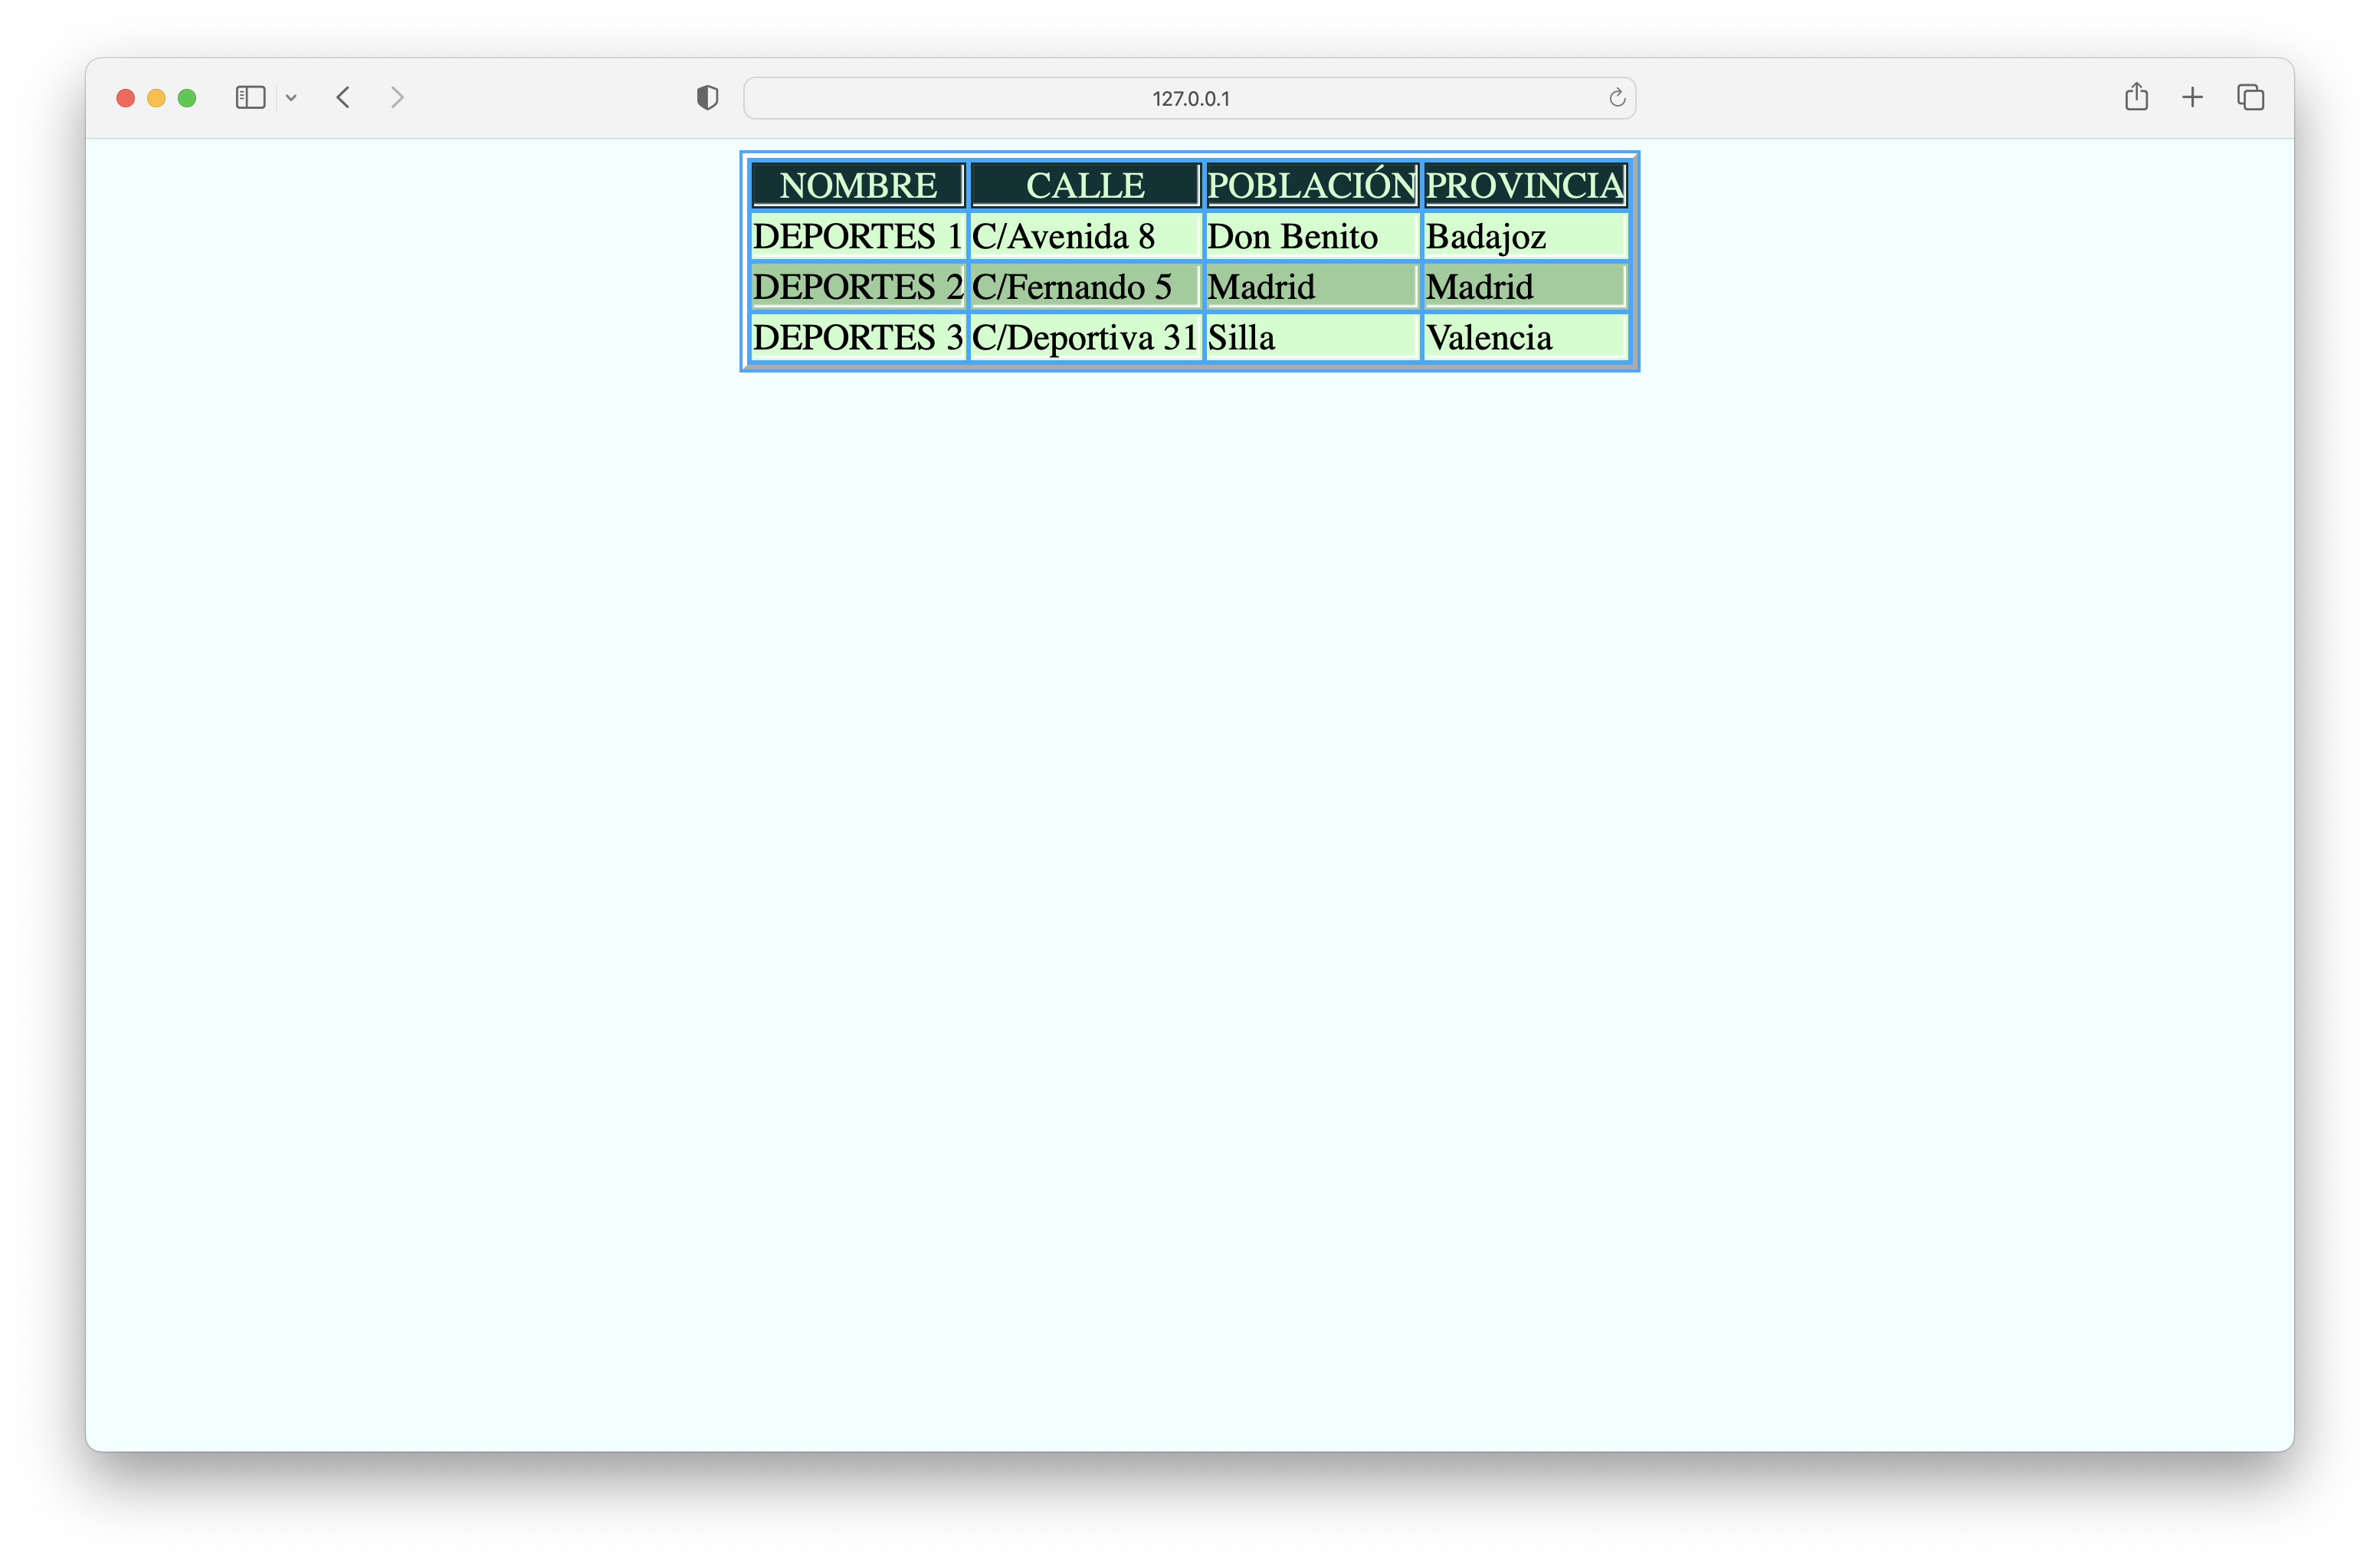 127.0.0.1
NOMBRE CALLE POBLACIÓN PROVINCIA
DEPORTES 1 C/Avenida 8 Don Benito Badajoz
DEPORTES 2 C/Fernando 5 Madrid Madrid
DEPORTES 3 C/Deportiva 31 Silla Valencia